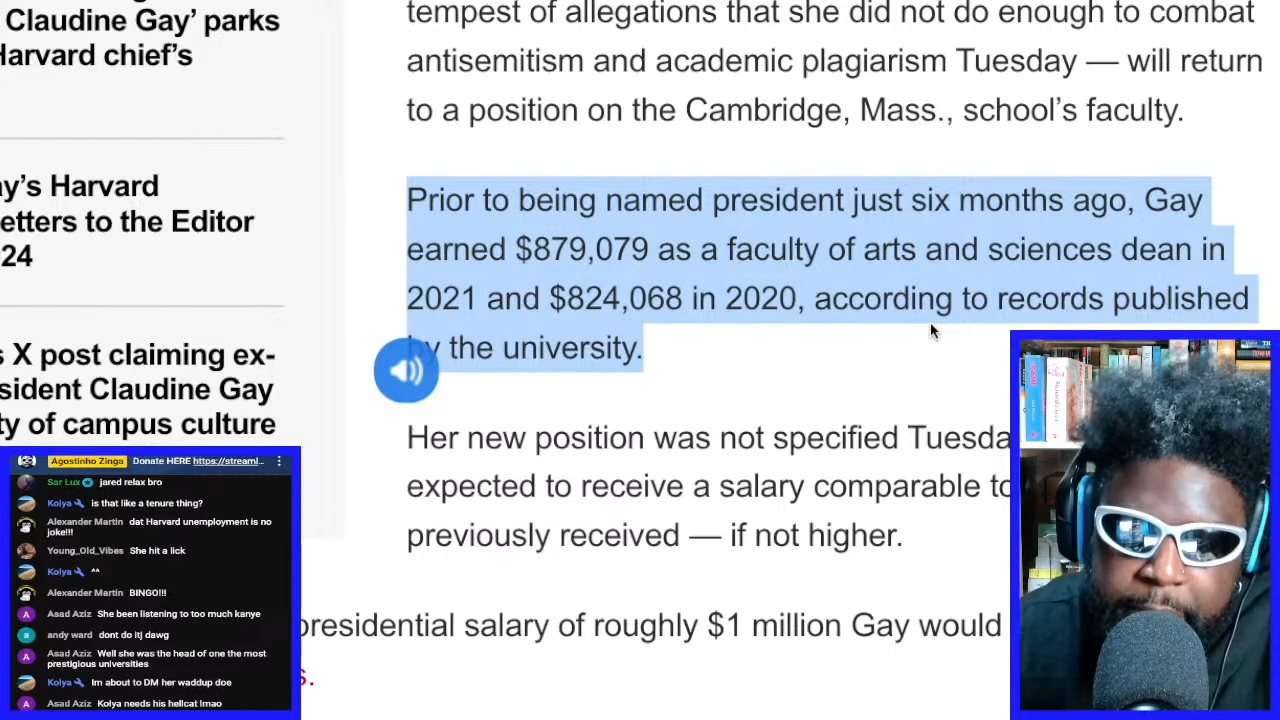 Claudine Gay’ parks
Harvard chief’s
ay’s Harvard
etters to the Editor
24
s X post claiming ex-
sident Claudine Gay
ty of campus culture
tempest of allegations that she did not do enough to combat
antisemitism and academic plagiarism Tuesday — will return
to a position on the Cambridge, Mass., school’s faculty.
Prior to being named president just six months ago, Gay
earned $879,079 as a faculty of arts and sciences dean in
2021 and $824,068 in 2020, according to records published
by the university.
Her new position was not specified Tuesda
expected to receive a salary comparable to
previously received — if not higher.
presidential salary of roughly $1 million Gay would
s.
Agostinho Zinga Donate HERE https://streaml...
Sar Lux jared relax bro
Kolya is that like a tenure thing?
Alexander Martin dat Harvard unemployment is no
joke!!!
Young_Old_Vibes She hit a lick
Kolya ^^
Alexander Martin BINGO!!!
Asad Aziz She been listening to too much kanye
andy ward dont do itj dawg
Asad Aziz Well she was the head of one the most
prestigious universities
Kolya Im about to DM her waddup doe
Asad Aziz Kolya needs his hellcat lmao